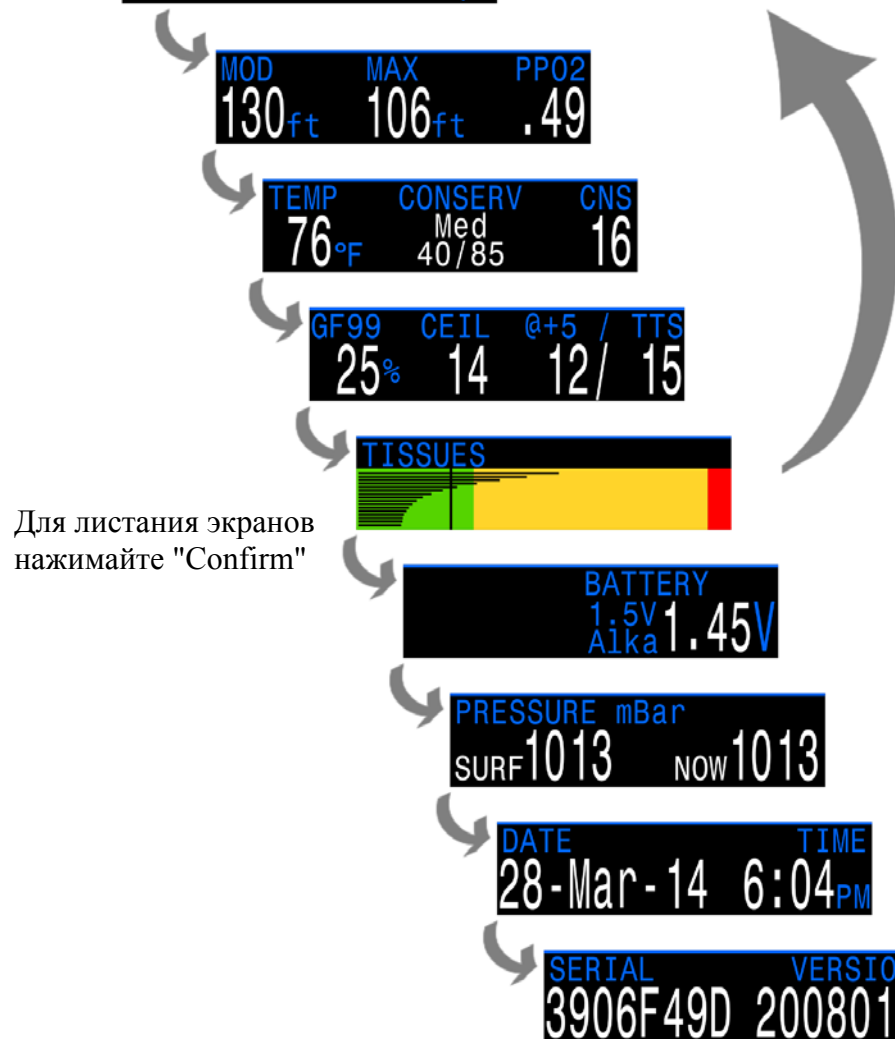 MOD MAX PPO2
130ft 106ft .49
TEMP CONSERV CNS
76°F Med 40/85 16
GF99 CEIL @+5 / TTS
25% 14 12/ 15
TISSUES
Для листания экранов
нажимайте "Confirm"
BATTERY
1.5V Alka 1.45V
PRESSURE mBar
SURF1013 NOW1013
DATE TIME
28-Mar-14 6:04PM
SERIAL
3906F49D